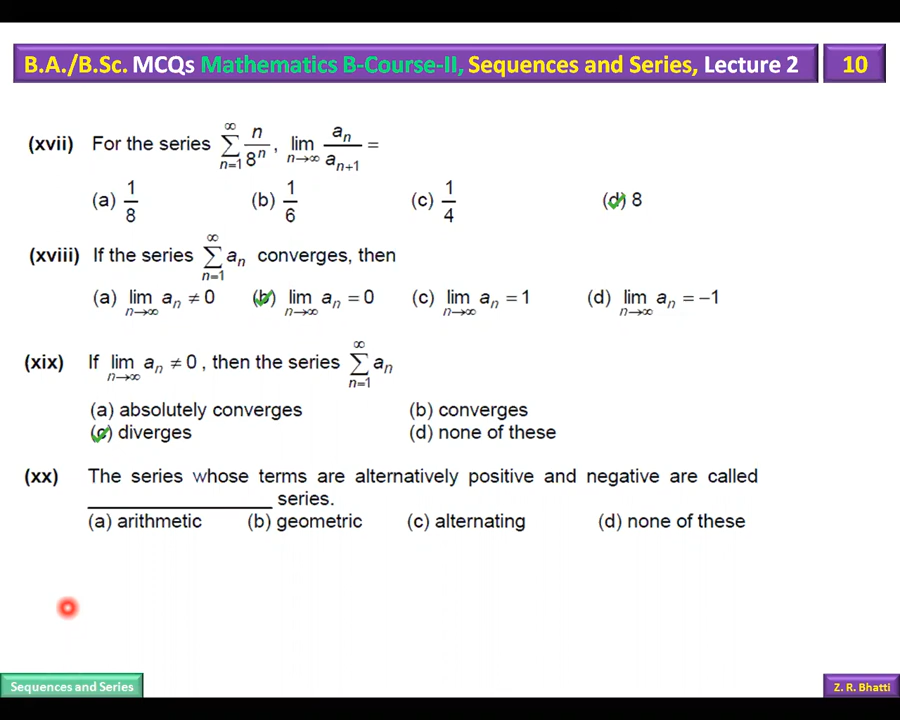 B.A./B.Sc. MCQs Mathematics B-Course-II, Sequences and Series, Lecture 2 10
(xvii) For the series ∑_{n=1}^{∞} n/8^n , lim_{n→∞} a_n/a_{n+1} =
(a) 1/8 (b) 1/6 (c) 1/4 (d) 8
(xviii) If the series ∑_{n=1}^{∞} a_n converges, then
(a) lim_{n→∞} a_n ≠ 0 (b) lim_{n→∞} a_n = 0 (c) lim_{n→∞} a_n = 1 (d) lim_{n→∞} a_n = −1
(xix) If lim_{n→∞} a_n ≠ 0 , then the series ∑_{n=1}^{∞} a_n
(a) absolutely converges (b) converges
(c) diverges (d) none of these
(xx) The series whose terms are alternatively positive and negative are called
_________________ series.
(a) arithmetic (b) geometric (c) alternating (d) none of these
Sequences and Series Z. R. Bhatti